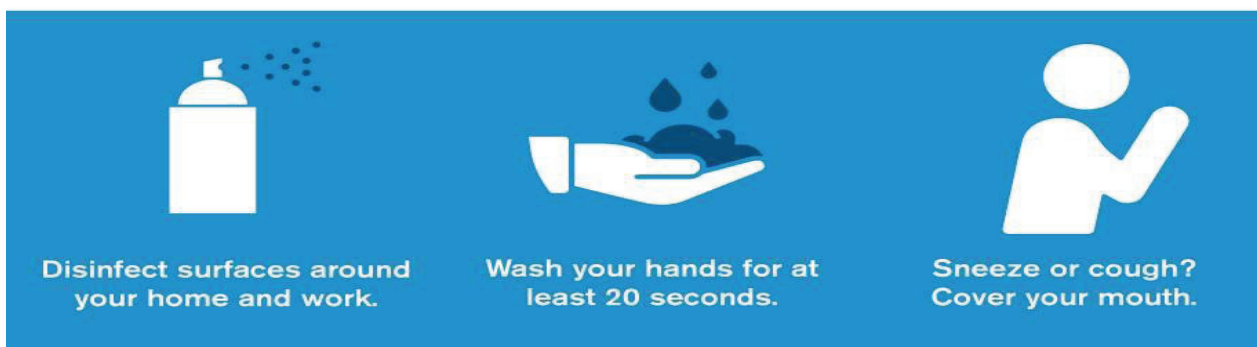 Disinfect surfaces around
your home and work.
Wash your hands for at
least 20 seconds.
Sneeze or cough?
Cover your mouth.